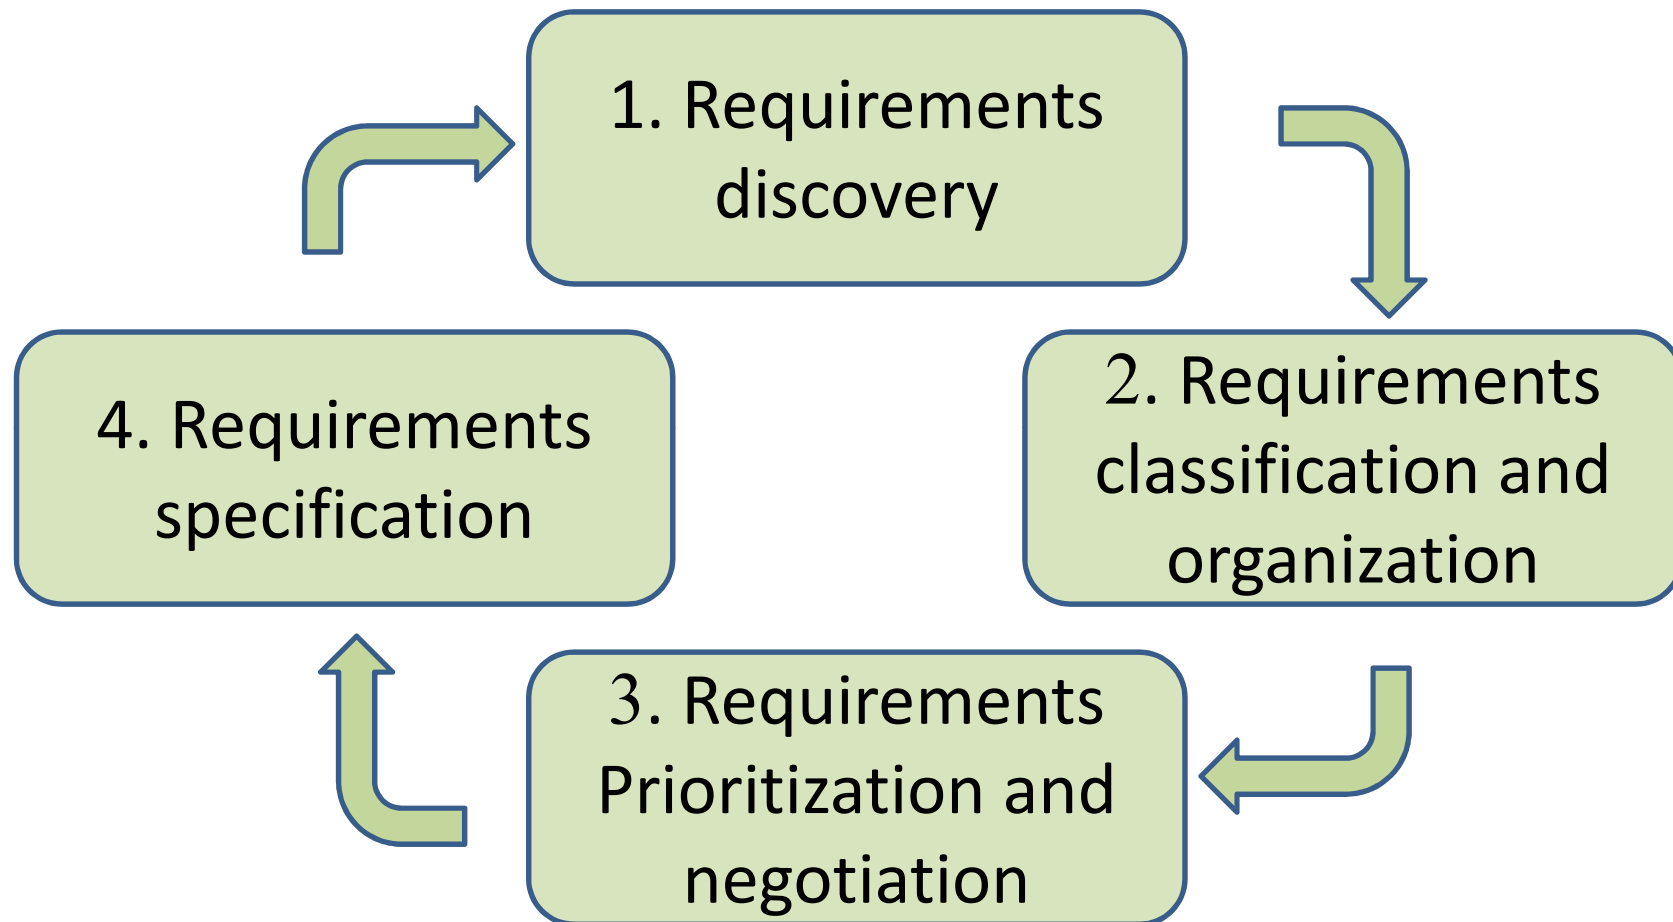 1. Requirements
discovery
2. Requirements
classification and
organization
3. Requirements
Prioritization and
negotiation
4. Requirements
specification